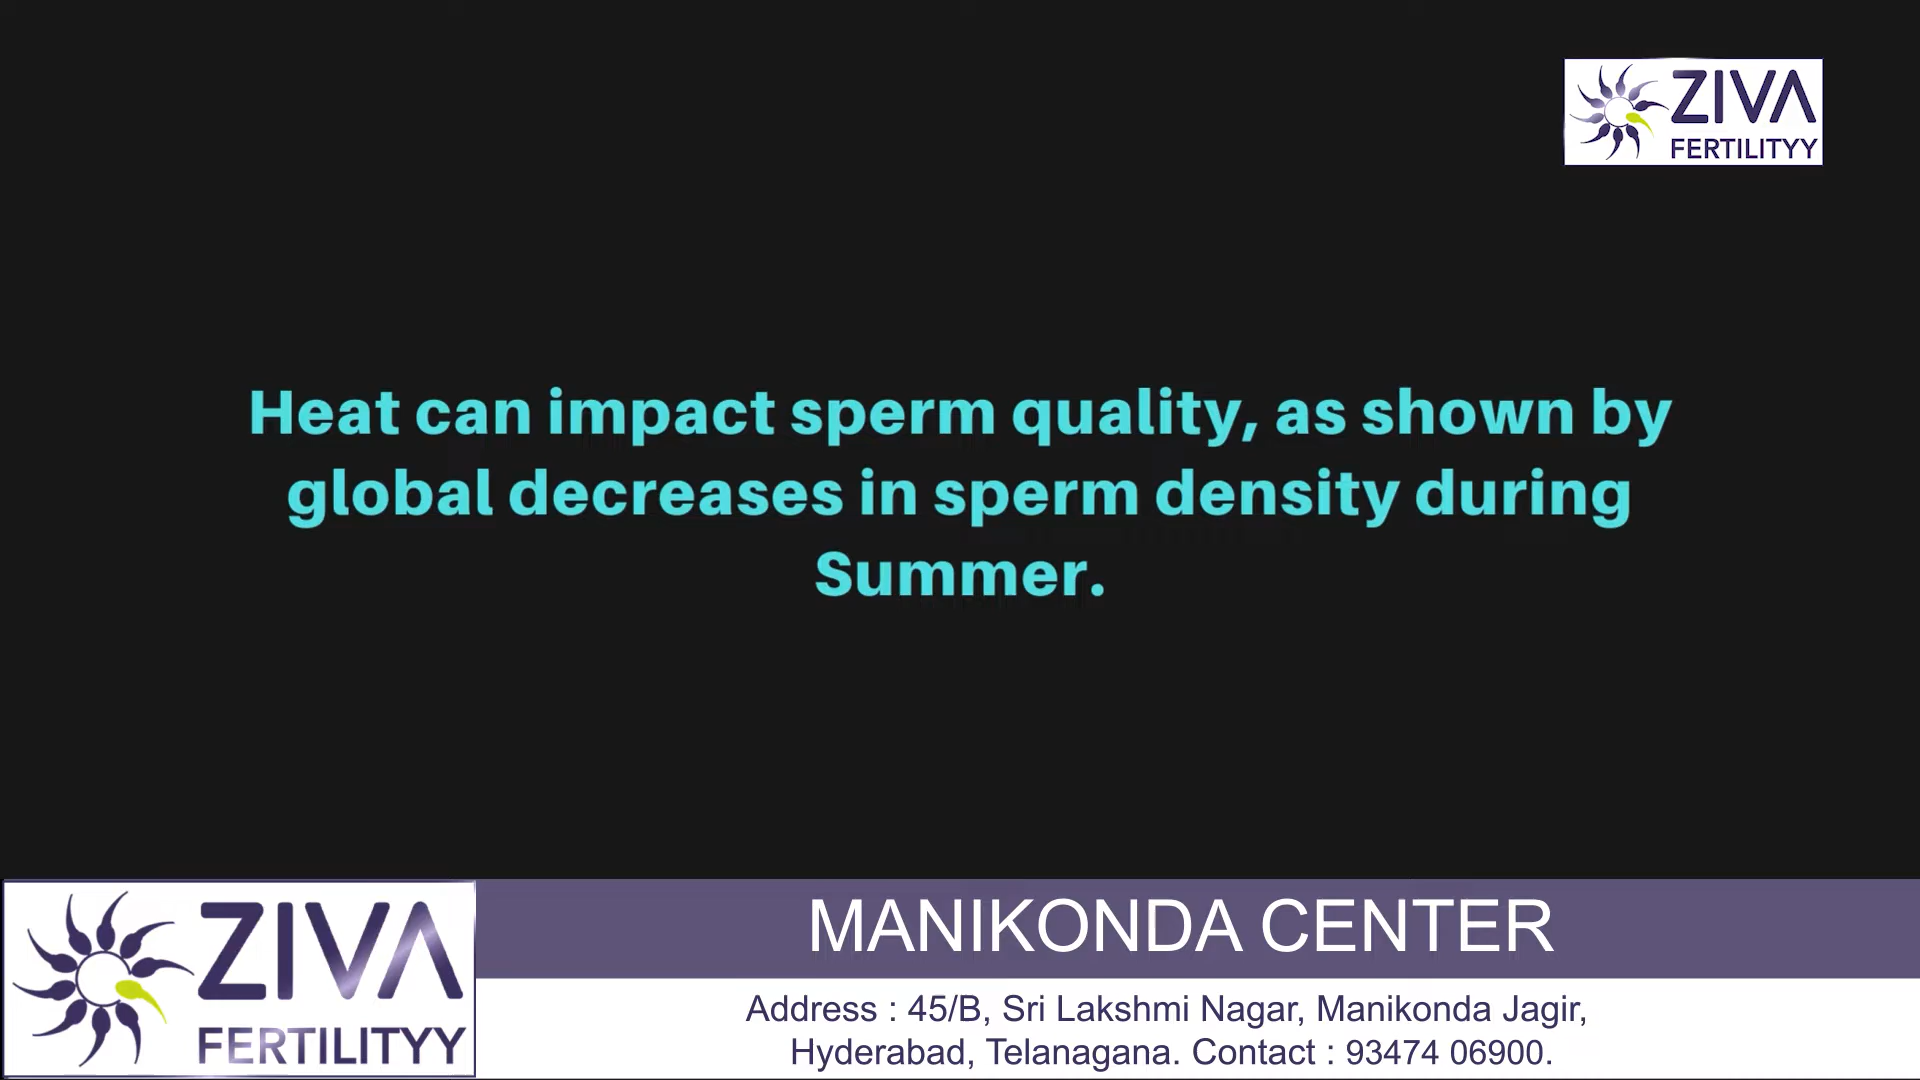 ZIVA
FERTILITYY
Heat can impact sperm quality, as shown by
global decreases in sperm density during
Summer.
ZIVA
FERTILITYY
MANIKONDA CENTER
Address : 45/B, Sri Lakshmi Nagar, Manikonda Jagir,
Hyderabad, Telanagana. Contact : 93474 06900.